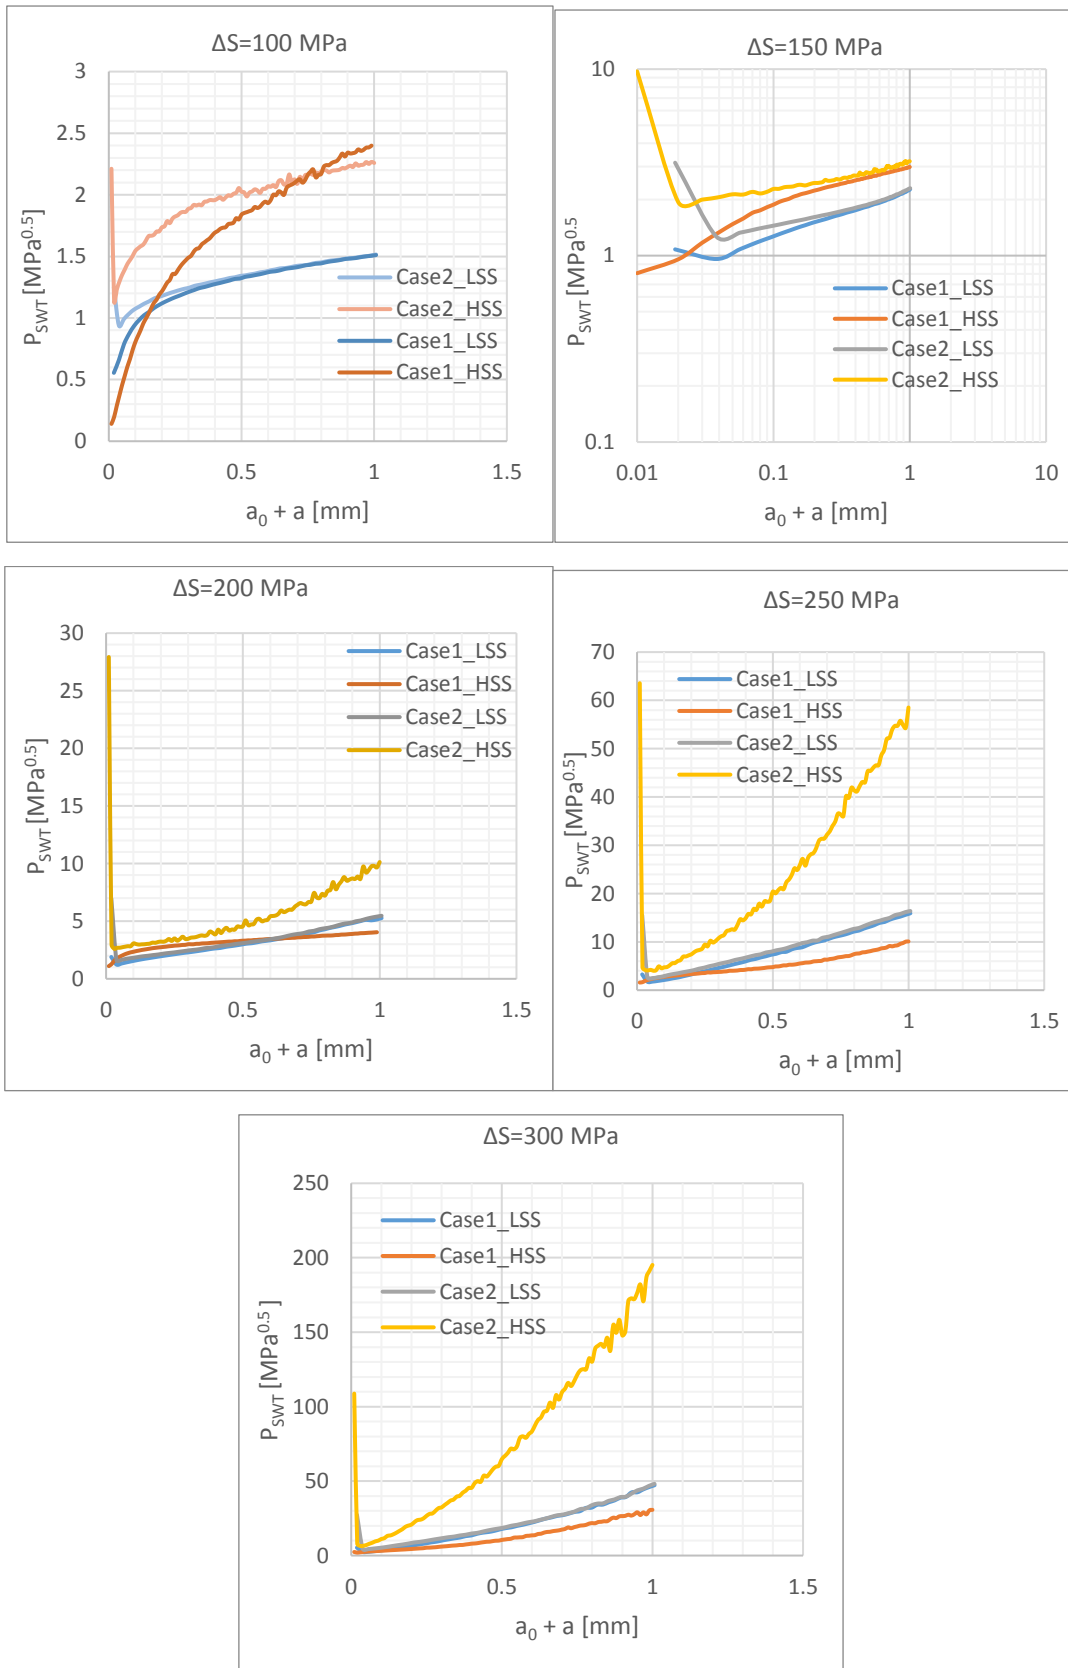 ΔS=100 MPa
3
2.5
2
1.5
1
0.5
0
P_SWT [MPa^0.5]
Case2_LSS
Case2_HSS
Case1_LSS
Case1_HSS
0 0.5 1 1.5
a₀ + a [mm]
ΔS=150 MPa
10
1
0.1
P_SWT [MPa^0.5]
Case1_LSS
Case1_HSS
Case2_LSS
Case2_HSS
0.01 0.1 1 10
a₀ + a [mm]
ΔS=200 MPa
30
25
20
15
10
5
0
P_SWT [MPa^0.5]
Case1_LSS
Case1_HSS
Case2_LSS
Case2_HSS
0 0.5 1 1.5
a₀ + a [mm]
ΔS=250 MPa
70
60
50
40
30
20
10
0
P_SWT [MPa^0.5]
Case1_LSS
Case1_HSS
Case2_LSS
Case2_HSS
0 0.5 1 1.5
a₀ + a [mm]
ΔS=300 MPa
250
200
150
100
50
0
P_SWT [MPa^0.5]
Case1_LSS
Case1_HSS
Case2_LSS
Case2_HSS
0 0.5 1 1.5
a₀ + a [mm]